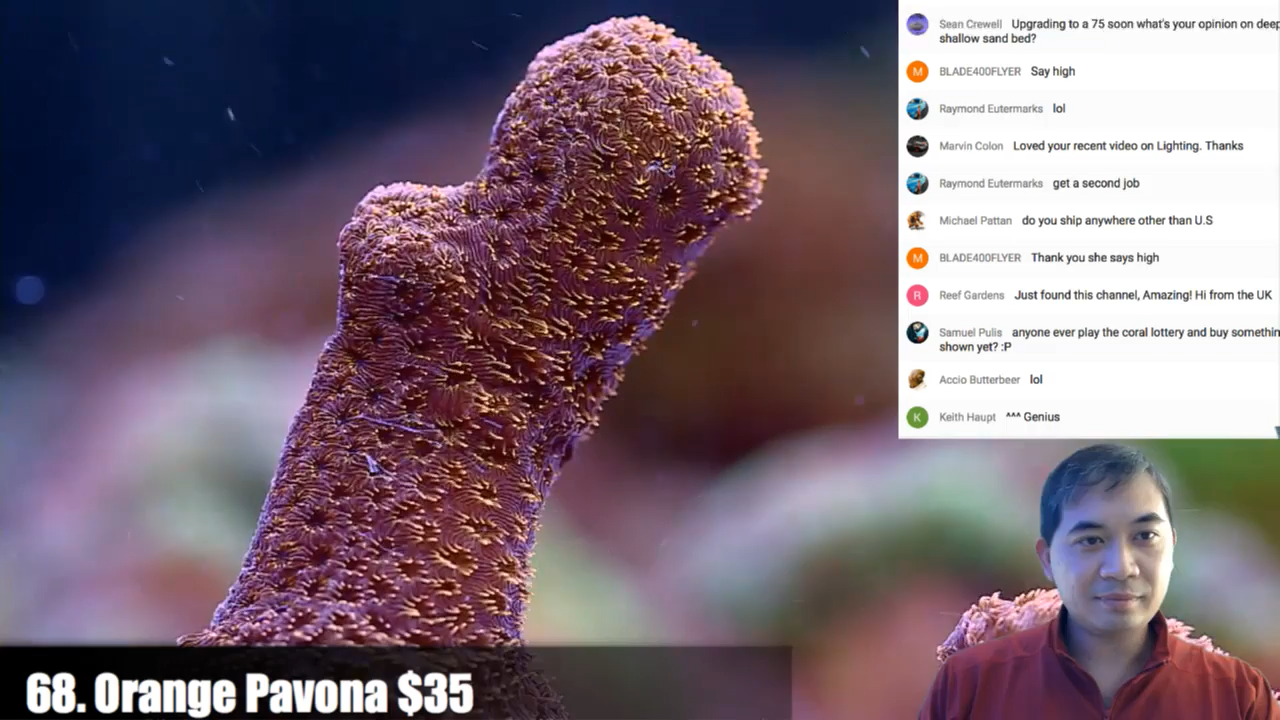 Sean Crewell Upgrading to a 75 soon what's your opinion on deep
shallow sand bed?
M BLADE400FLYER Say high
Raymond Eutermarks lol
Marvin Colon Loved your recent video on Lighting. Thanks
Raymond Eutermarks get a second job
Michael Pattan do you ship anywhere other than U.S
M BLADE400FLYER Thank you she says high
R Reef Gardens Just found this channel, Amazing! Hi from the UK
Samuel Pulis anyone ever play the coral lottery and buy somethin
shown yet? :P
Accio Butterbeer lol
K Keith Haupt ^^^ Genius
68. Orange Pavona $35